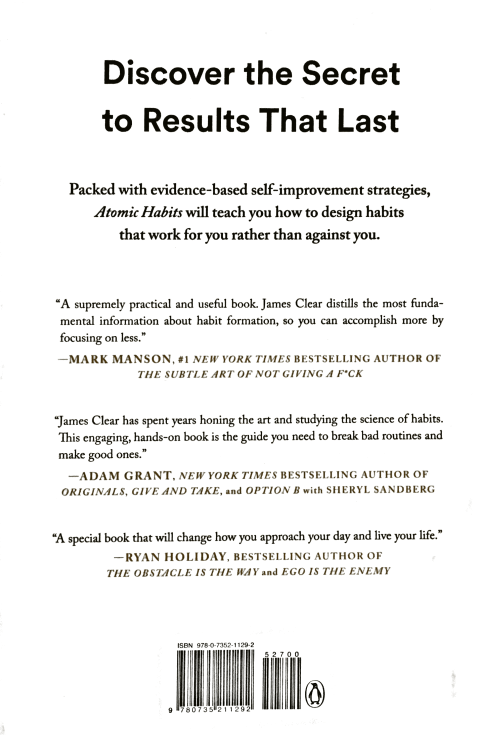 Discover the Secret
to Results That Last
Packed with evidence-based self-improvement strategies,
Atomic Habits will teach you how to design habits
that work for you rather than against you.
“A supremely practical and useful book. James Clear distills the most funda-
mental information about habit formation, so you can accomplish more by
focusing on less.”
—MARK MANSON, #1 NEW YORK TIMES BESTSELLING AUTHOR OF
THE SUBTLE ART OF NOT GIVING A F*CK
“James Clear has spent years honing the art and studying the science of habits.
This engaging, hands-on book is the guide you need to break bad routines and
make good ones.”
—ADAM GRANT, NEW YORK TIMES BESTSELLING AUTHOR OF
ORIGINALS, GIVE AND TAKE, and OPTION B with SHERYL SANDBERG
“A special book that will change how you approach your day and live your life.”
—RYAN HOLIDAY, BESTSELLING AUTHOR OF
THE OBSTACLE IS THE WAY and EGO IS THE ENEMY
ISBN 978-0-7352-1129-2
52700
9 780735 211292